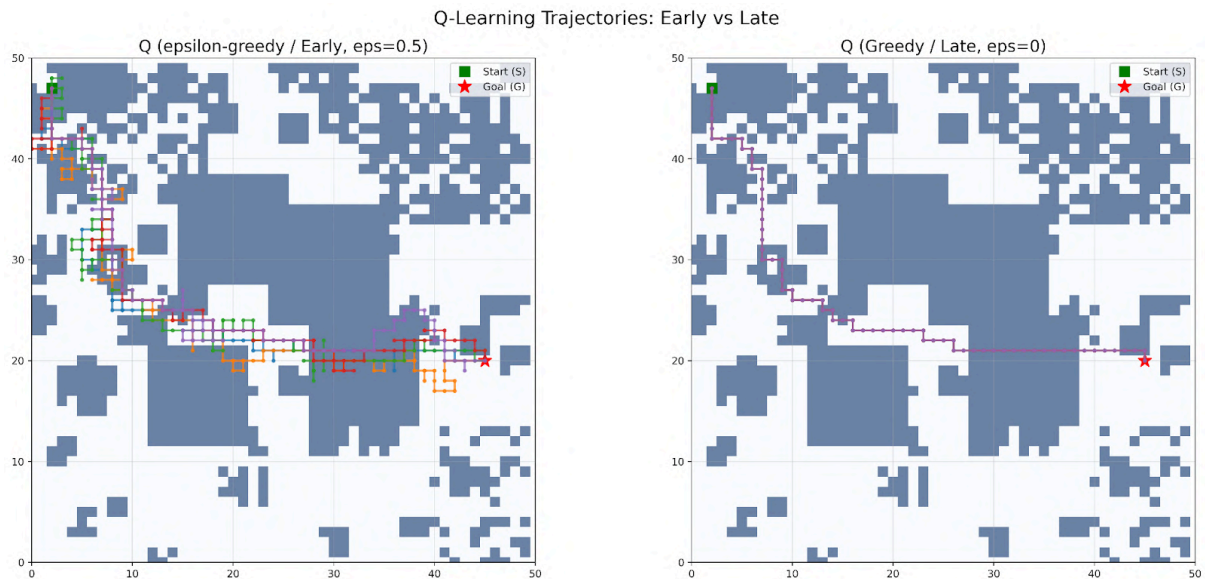 Q-Learning Trajectories: Early vs Late
Q (epsilon-greedy / Early, eps=0.5)
Start (S)
Goal (G)
50
40
30
20
10
0
0 10 20 30 40 50
Q (Greedy / Late, eps=0)
Start (S)
Goal (G)
50
40
30
20
10
0
0 10 20 30 40 50